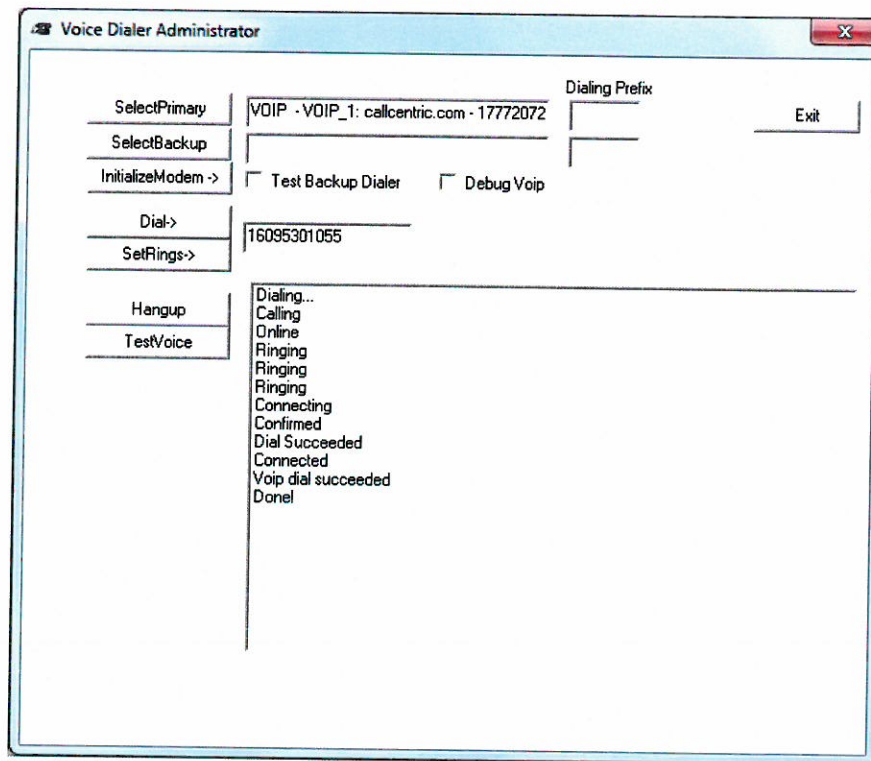 Voice Dialer Administrator
x
Dialing Prefix
SelectPrimary
VOIP - VOIP_1: callcentric.com - 17772072
Exit
SelectBackup
InitializeModem ->
Test Backup Dialer
Debug Voip
Dial->
16095301055
SetRings->
Hangup
TestVoice
Dialing...
Calling
Online
Ringing
Ringing
Ringing
Connecting
Confirmed
Dial Succeeded
Connected
Voip dial succeeded
Done!